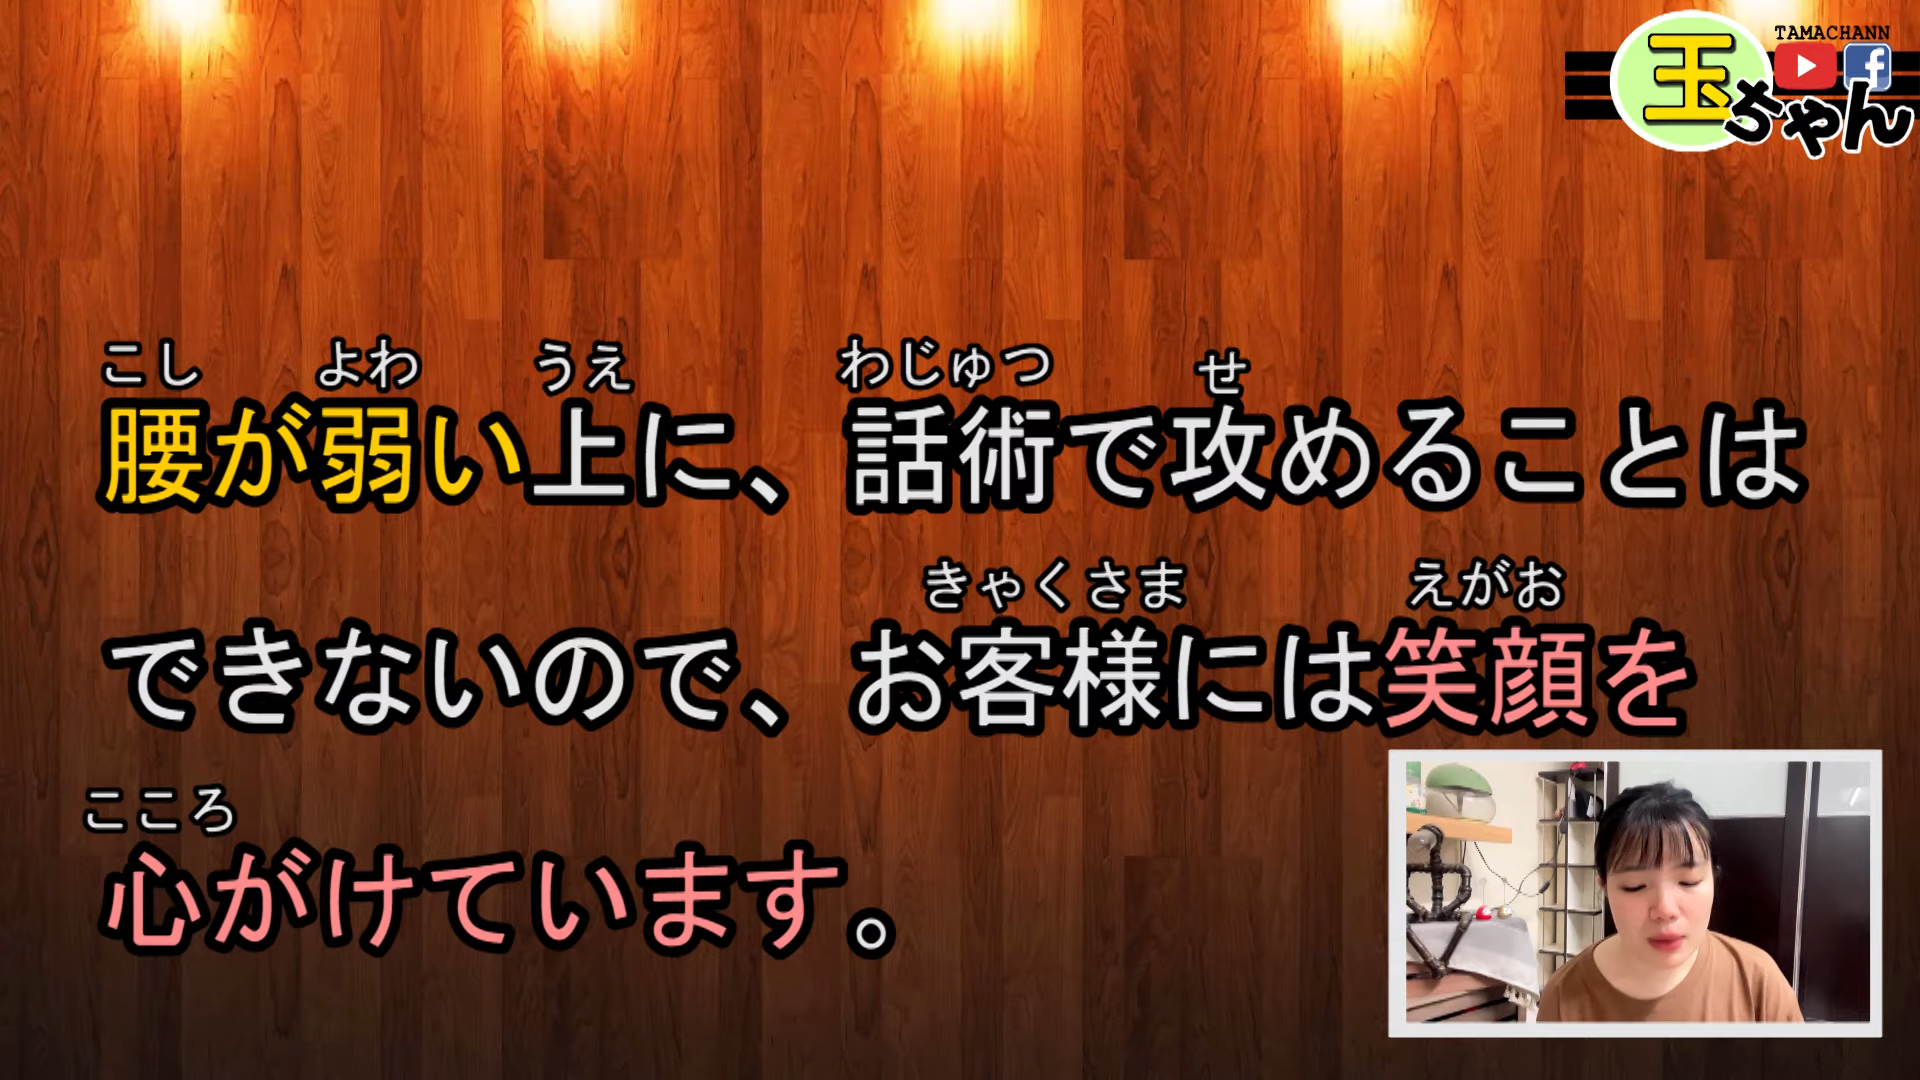 TAMACHANN
玉ちゃん
こし よわ うえ わじゅつ せ
腰が弱い上に、話術で攻めることは
きゃくさま えがお
できないので、お客様には笑顔を
こころ
心がけています。